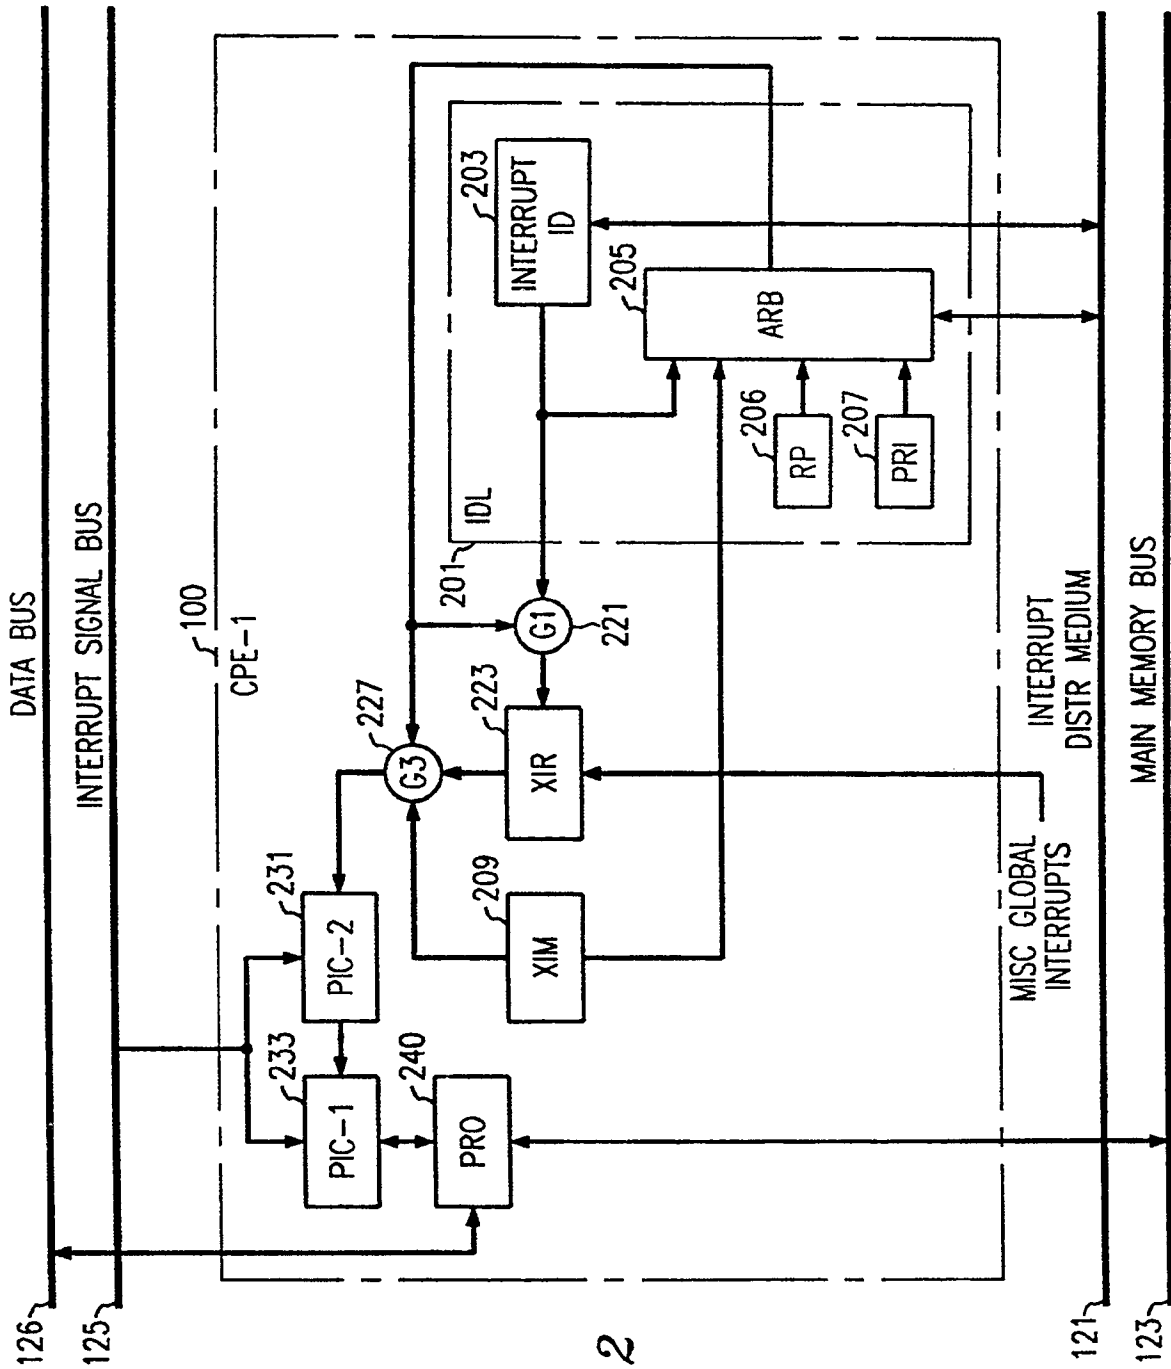 126
DATA BUS
125
INTERRUPT SIGNAL BUS
100
CPE-1
233
PIC-1
231
PIC-2
240
PRO
227
G3
209
XIM
223
XIR
G1
221
201
IDL
203
INTERRUPT
ID
205
ARB
206
RP
207
PRI
MISC GLOBAL
INTERRUPTS
121
INTERRUPT
DISTR MEDIUM
123
MAIN MEMORY BUS
2